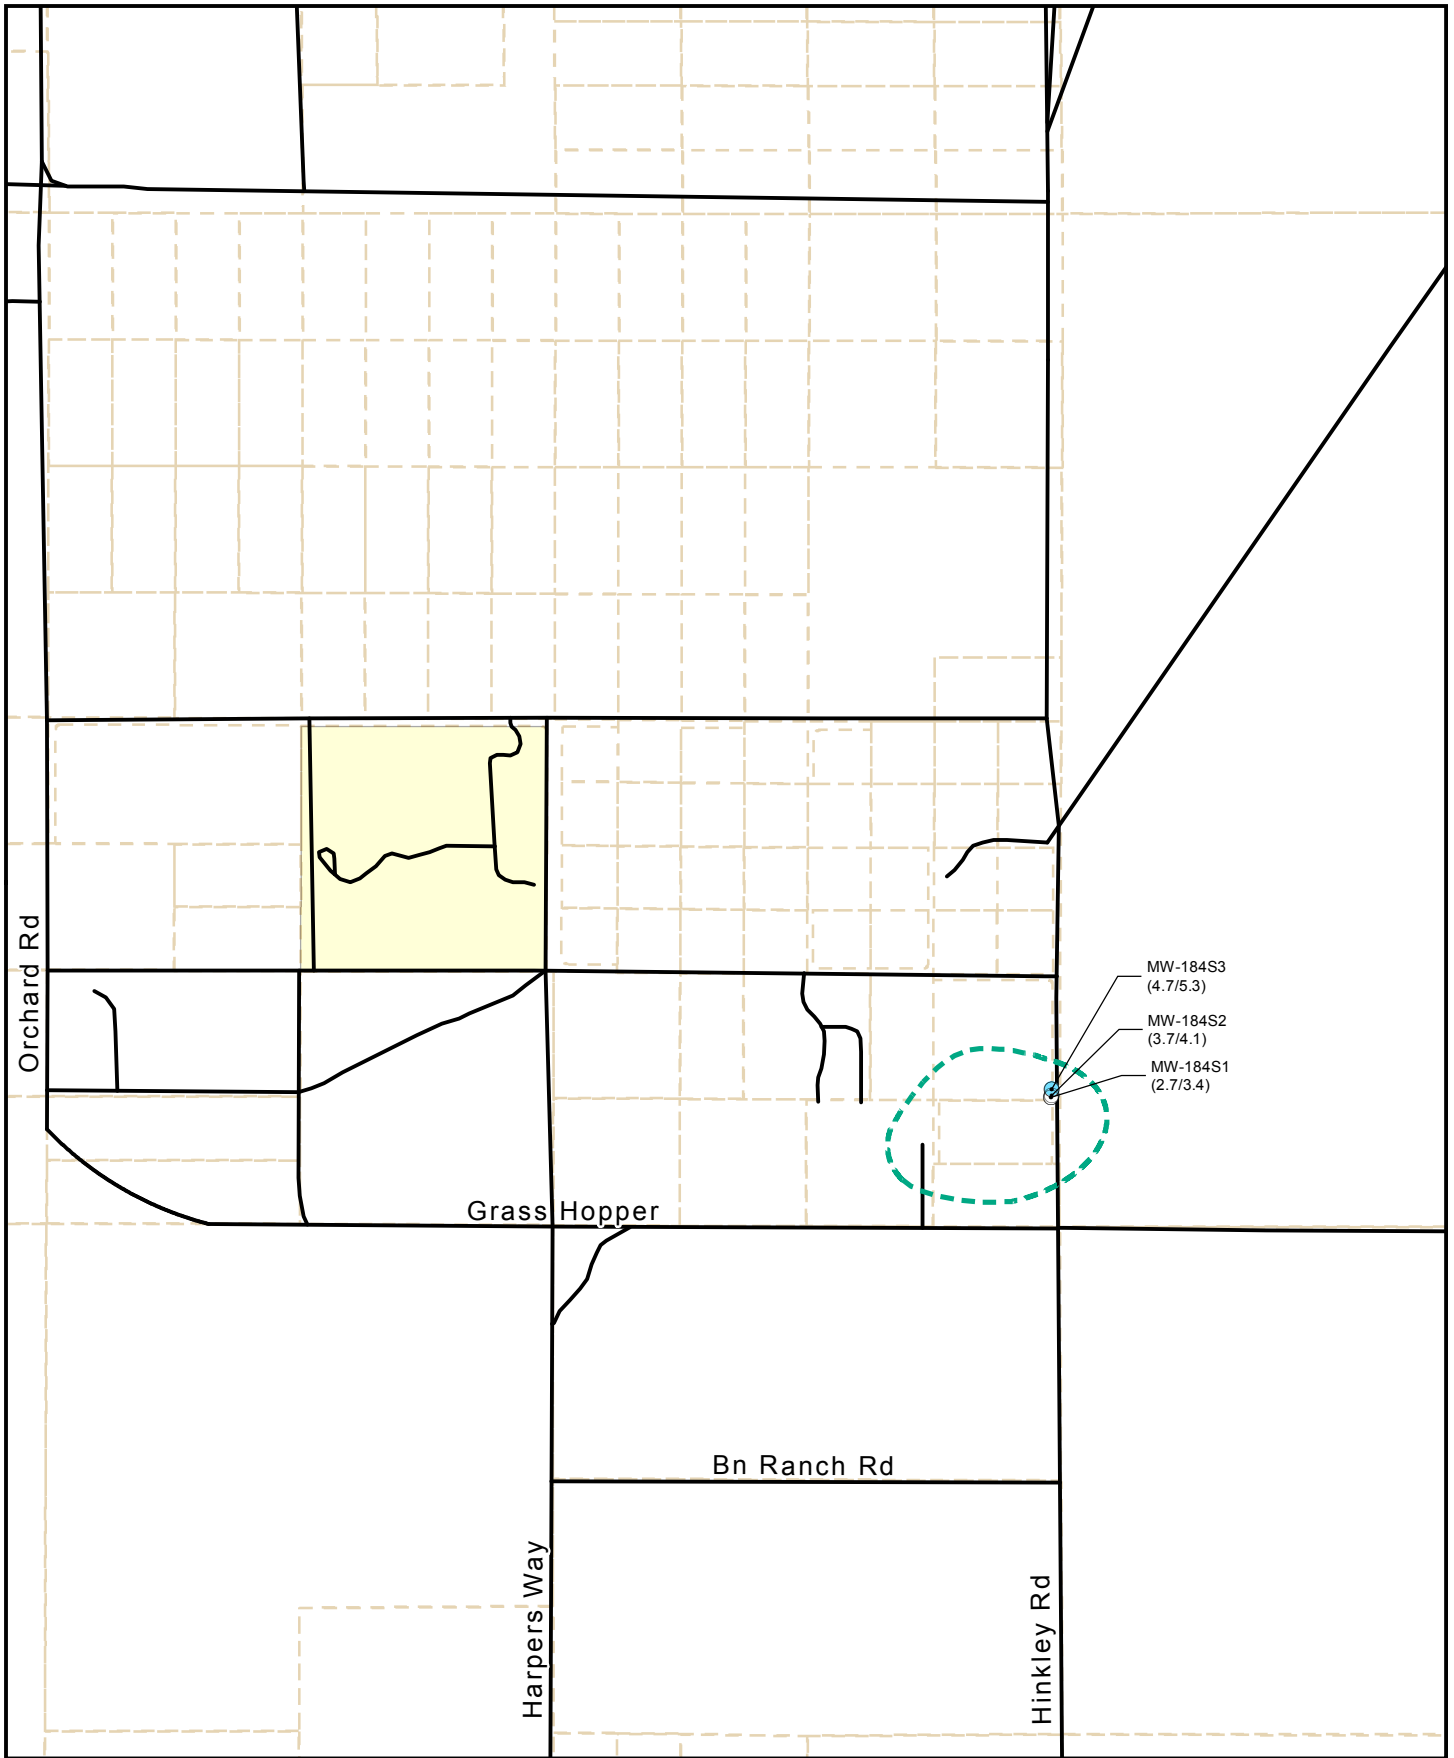 Orchard Rd
MW-184S3
(4.7/5.3)
MW-184S2
(3.7/4.1)
MW-184S1
(2.7/3.4)
Grass Hopper
Bn Ranch Rd
Harpers Way
Hinkley Rd